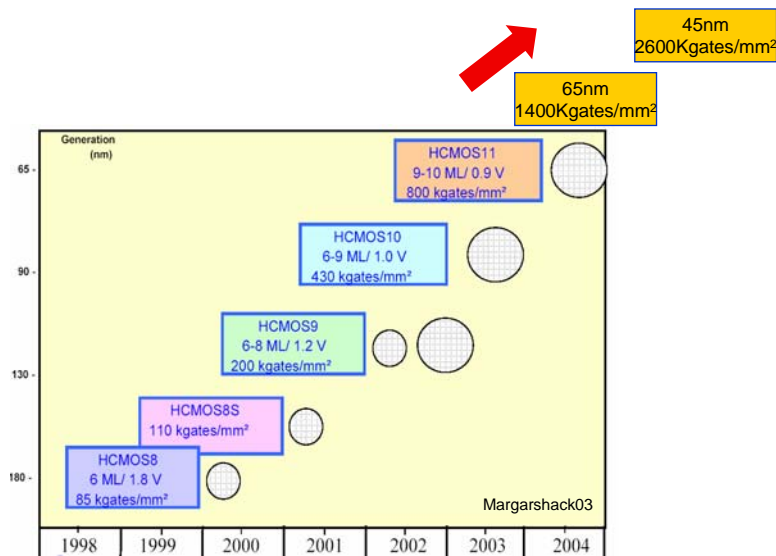 45nm
2600Kgates/mm²
65nm
1400Kgates/mm²
Generation
(nm)
65 -
HCMOS11
9-10 ML/ 0.9 V
800 kgates/mm²
HCMOS10
6-9 ML/ 1.0 V
430 kgates/mm²
90 -
HCMOS9
6-8 ML/ 1.2 V
200 kgates/mm²
130 -
HCMOS8S
110 kgates/mm²
HCMOS8
6 ML/ 1.8 V
85 kgates/mm²
180 -
Margarshack03
1998 1999 2000 2001 2002 2003 2004